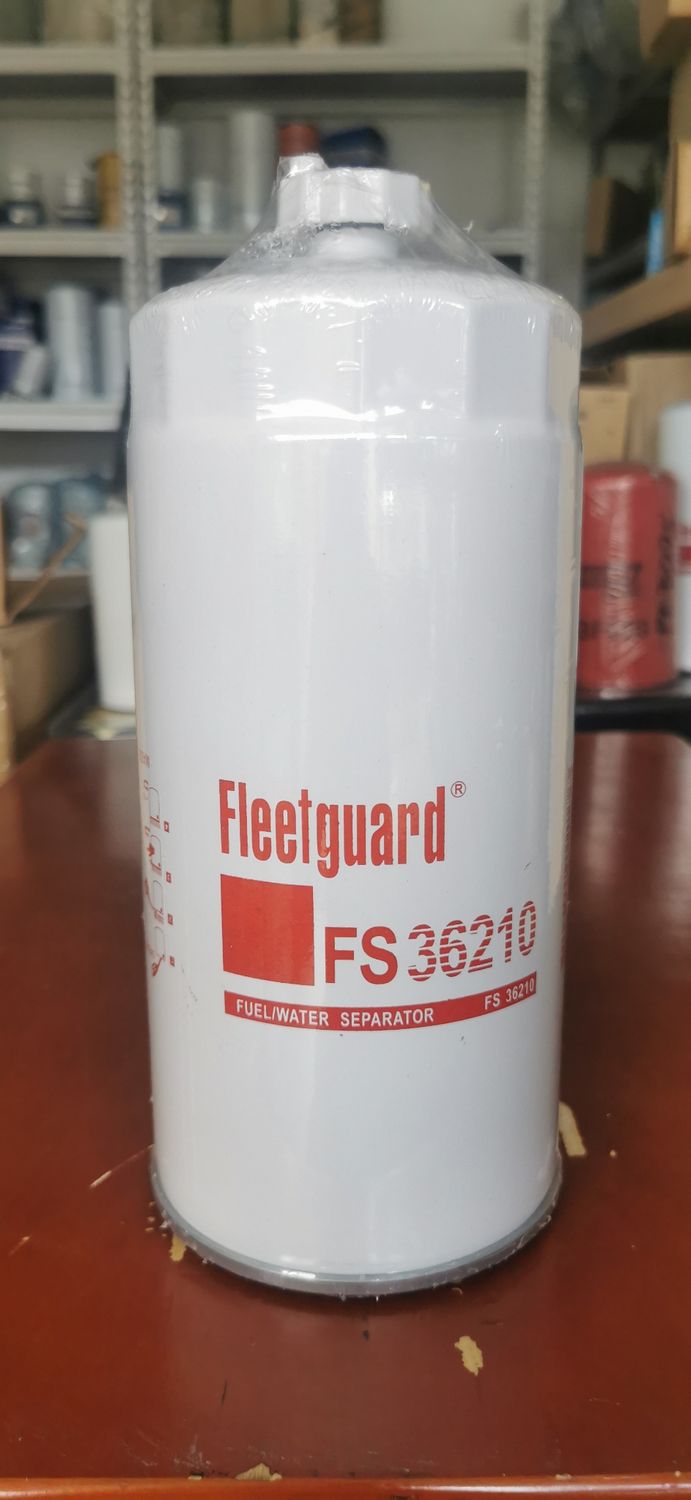 Fleetguard®
FS 36210
FUEL/WATER SEPARATOR FS 36210